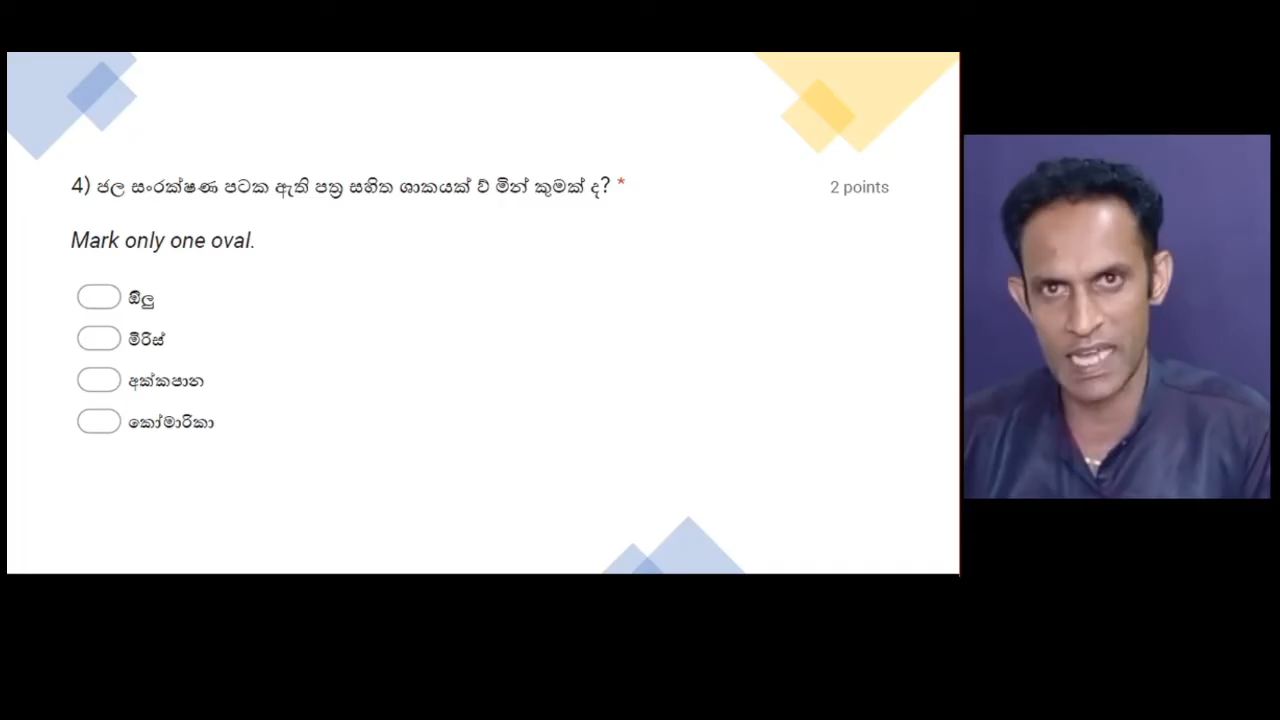 4) ජල සංරක්ෂණ පටක ඇති පත්‍ර සහිත ශාකයක් ව් මින් කුමක් ද? *
2 points
Mark only one oval.
ඕලු
මිරිස්
අක්කපාන
කෝමාරිකා